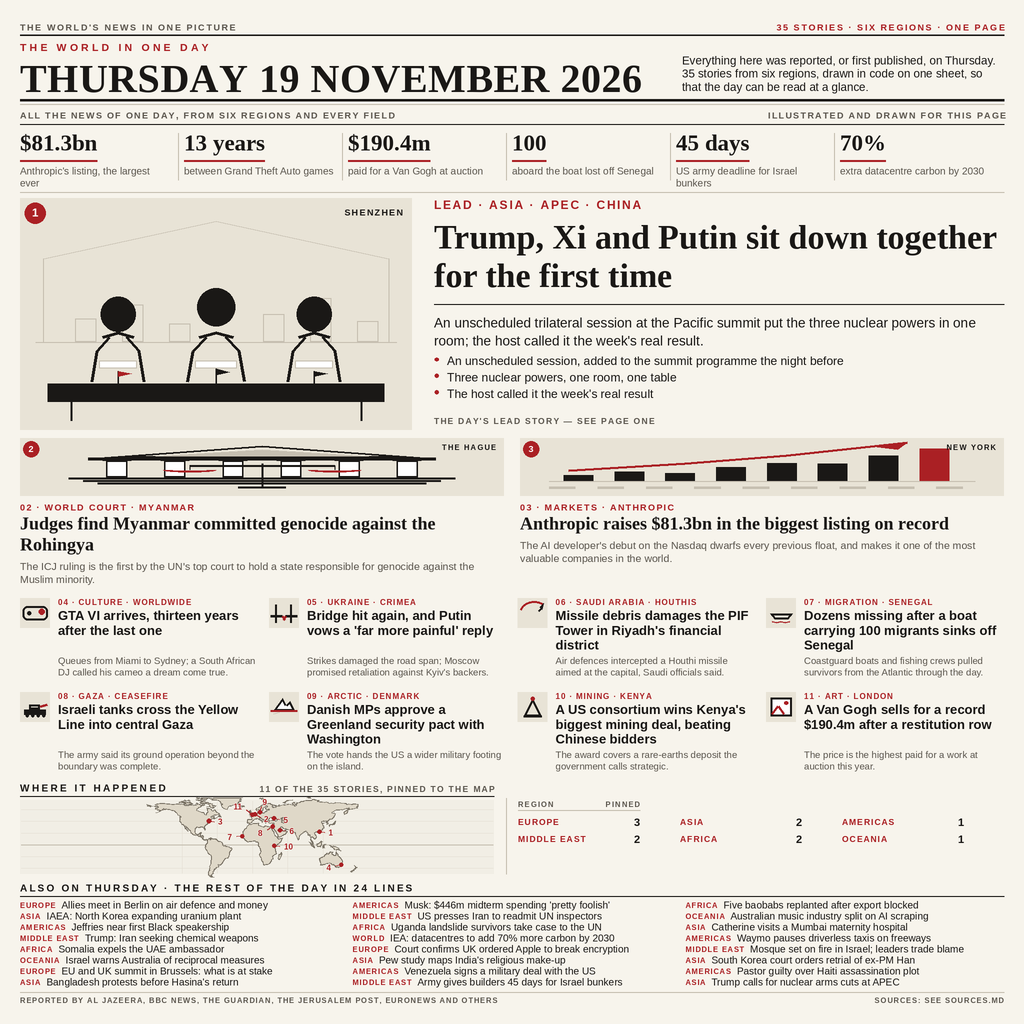 THE WORLD'S NEWS IN ONE PICTURE
35 STORIES · SIX REGIONS · ONE PAGE
THE WORLD IN ONE DAY
THURSDAY 19 NOVEMBER 2026
Everything here was reported, or first published, on Thursday.
35 stories from six regions, drawn in code on one sheet, so
that the day can be read at a glance.
ALL THE NEWS OF ONE DAY, FROM SIX REGIONS AND EVERY FIELD
ILLUSTRATED AND DRAWN FOR THIS PAGE
$81.3bn
Anthropic's listing, the largest
ever
13 years
between Grand Theft Auto games
$190.4m
paid for a Van Gogh at auction
100
aboard the boat lost off Senegal
45 days
US army deadline for Israel
bunkers
70%
extra datacentre carbon by 2030
1
SHENZHEN
LEAD · ASIA · APEC · CHINA
Trump, Xi and Putin sit down together
for the first time
An unscheduled trilateral session at the Pacific summit put the three nuclear powers in one
room; the host called it the week's real result.
• An unscheduled session, added to the summit programme the night before
• Three nuclear powers, one room, one table
• The host called it the week's real result
THE DAY'S LEAD STORY — SEE PAGE ONE
2
THE HAGUE
02 · WORLD COURT · MYANMAR
Judges find Myanmar committed genocide against the
Rohingya
The ICJ ruling is the first by the UN's top court to hold a state responsible for genocide against the
Muslim minority.
3
NEW YORK
03 · MARKETS · ANTHROPIC
Anthropic raises $81.3bn in the biggest listing on record
The AI developer's debut on the Nasdaq dwarfs every previous float, and makes it one of the most
valuable companies in the world.
04 · CULTURE · WORLDWIDE
GTA VI arrives, thirteen years
after the last one
Queues from Miami to Sydney; a South African
DJ called his cameo a dream come true.
05 · UKRAINE · CRIMEA
Bridge hit again, and Putin
vows a 'far more painful' reply
Strikes damaged the road span; Moscow
promised retaliation against Kyiv's backers.
06 · SAUDI ARABIA · HOUTHIS
Missile debris damages the PIF
Tower in Riyadh's financial
district
Air defences intercepted a Houthi missile
aimed at the capital, Saudi officials said.
07 · MIGRATION · SENEGAL
Dozens missing after a boat
carrying 100 migrants sinks off
Senegal
Coastguard boats and fishing crews pulled
survivors from the Atlantic through the day.
08 · GAZA · CEASEFIRE
Israeli tanks cross the Yellow
Line into central Gaza
The army said its ground operation beyond the
boundary was complete.
09 · ARCTIC · DENMARK
Danish MPs approve a
Greenland security pact with
Washington
The vote hands the US a wider military footing
on the island.
10 · MINING · KENYA
A US consortium wins Kenya's
biggest mining deal, beating
Chinese bidders
The award covers a rare-earths deposit the
government calls strategic.
11 · ART · LONDON
A Van Gogh sells for a record
$190.4m after a restitution row
The price is the highest paid for a work at
auction this year.
WHERE IT HAPPENED
11 OF THE 35 STORIES, PINNED TO THE MAP
11
9
3
2
5
7
8
6
1
10
4
REGION PINNED
EUROPE 3
ASIA 2
AMERICAS 1
MIDDLE EAST 2
AFRICA 2
OCEANIA 1
ALSO ON THURSDAY · THE REST OF THE DAY IN 24 LINES
EUROPE Allies meet in Berlin on air defence and money
ASIA IAEA: North Korea expanding uranium plant
AMERICAS Jeffries near first Black speakership
MIDDLE EAST Trump: Iran seeking chemical weapons
AFRICA Somalia expels the UAE ambassador
OCEANIA Israel warns Australia of reciprocal measures
EUROPE EU and UK summit in Brussels: what is at stake
ASIA Bangladesh protests before Hasina's return
AMERICAS Musk: $446m midterm spending 'pretty foolish'
MIDDLE EAST US presses Iran to readmit UN inspectors
AFRICA Uganda landslide survivors take case to the UN
WORLD IEA: datacentres to add 70% more carbon by 2030
EUROPE Court confirms UK ordered Apple to break encryption
ASIA Pew study maps India's religious make-up
AMERICAS Venezuela signs a military deal with the US
MIDDLE EAST Army gives builders 45 days for Israel bunkers
AFRICA Five baobabs replanted after export blocked
OCEANIA Australian music industry split on AI scraping
ASIA Catherine visits a Mumbai maternity hospital
AMERICAS Waymo pauses driverless taxis on freeways
MIDDLE EAST Mosque set on fire in Israel; leaders trade blame
ASIA South Korea court orders retrial of ex-PM Han
AMERICAS Pastor guilty over Haiti assassination plot
ASIA Trump calls for nuclear arms cuts at APEC
REPORTED BY AL JAZEERA, BBC NEWS, THE GUARDIAN, THE JERUSALEM POST, EURONEWS AND OTHERS
SOURCES: SEE SOURCES.MD